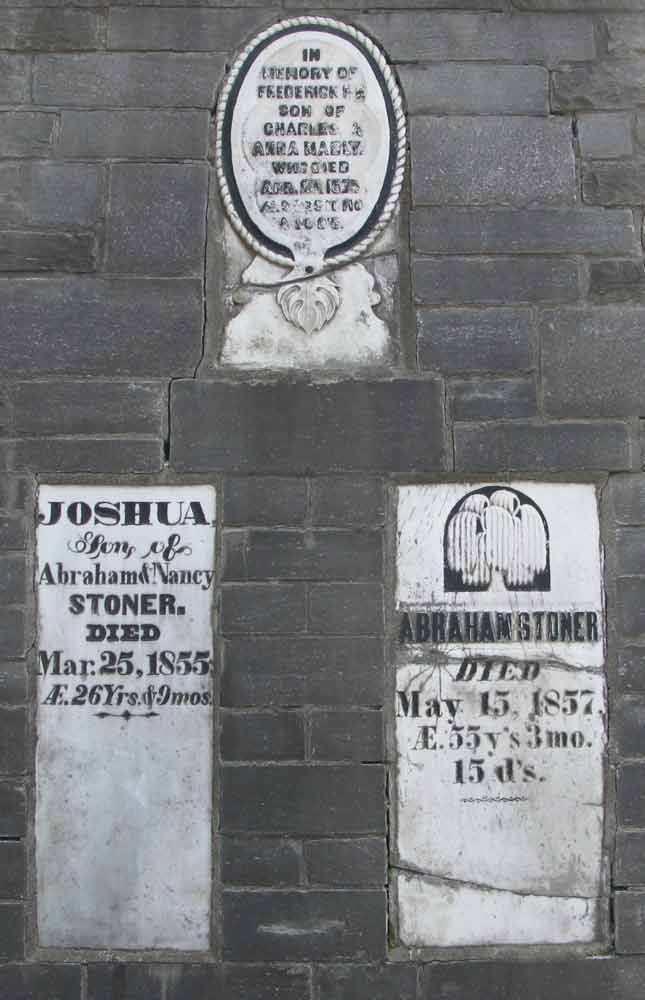 IN
MEMORY OF
FREDERICK
SON OF
CHARLES &
ANNA MABLY.
WHO DIED
JOSHUA
Son of
Abraham & Nancy
STONER.
DIED
Mar. 25, 1855
Æ. 26 Yrs. & 9 mos.
ABRAHAM STONER
DIED
May 15, 1857.
Æ. 55 y's 3 mo.
15 d's.